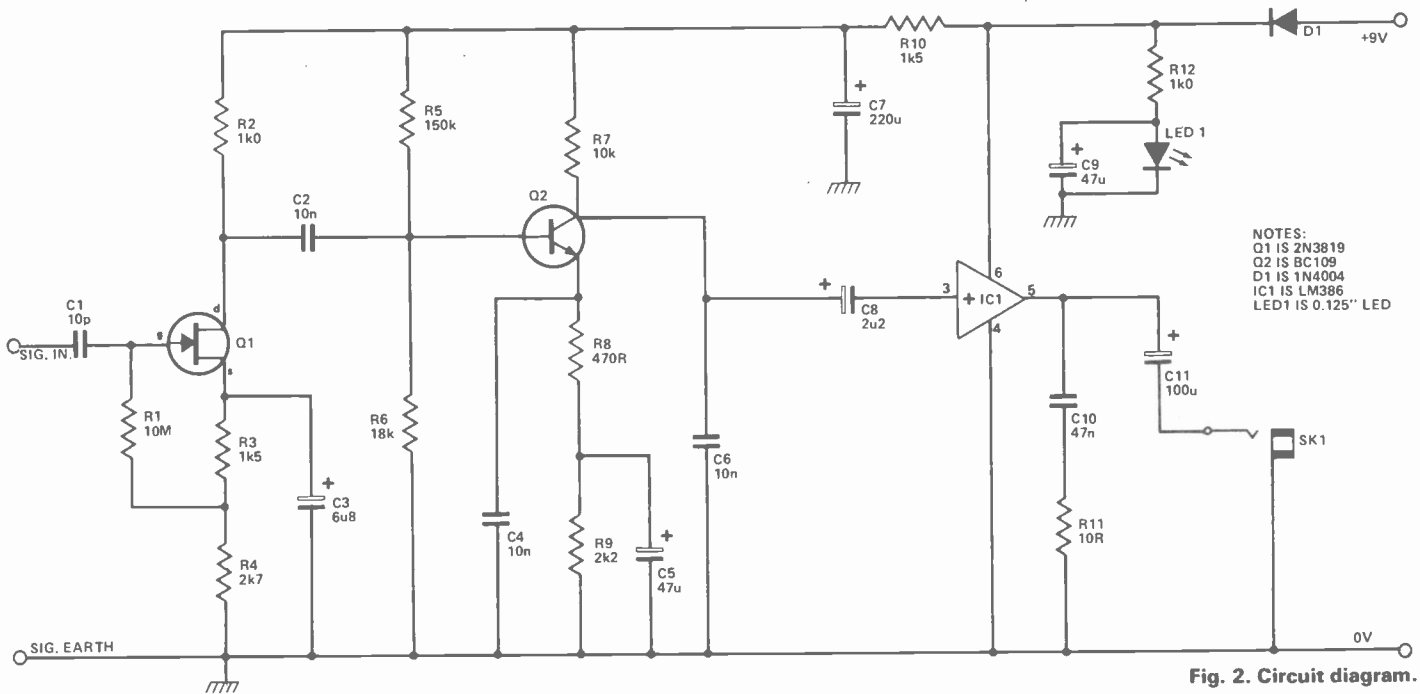 R10
1k5
D1
+9V
R12
1k0
R2
1k0
R5
150k
R7
10k
+
C7
220u
LED 1
+
C9
47u
C2
10n
Q2
NOTES:
Q1 IS 2N3819
Q2 IS BC109
D1 IS 1N4004
IC1 IS LM386
LED1 IS 0.125" LED
C1
10p
SIG. IN.
g
d
s
Q1
+
C8
2u2
3
+ IC1
6
5
4
R8
470R
+
C11
100u
R1
10M
R3
1k5
R6
18k
C10
47n
C6
10n
SK1
+
C3
6u8
C4
10n
R9
2k2
+
C5
47u
R11
10R
R4
2k7
SIG. EARTH
0V
Fig. 2. Circuit diagram.